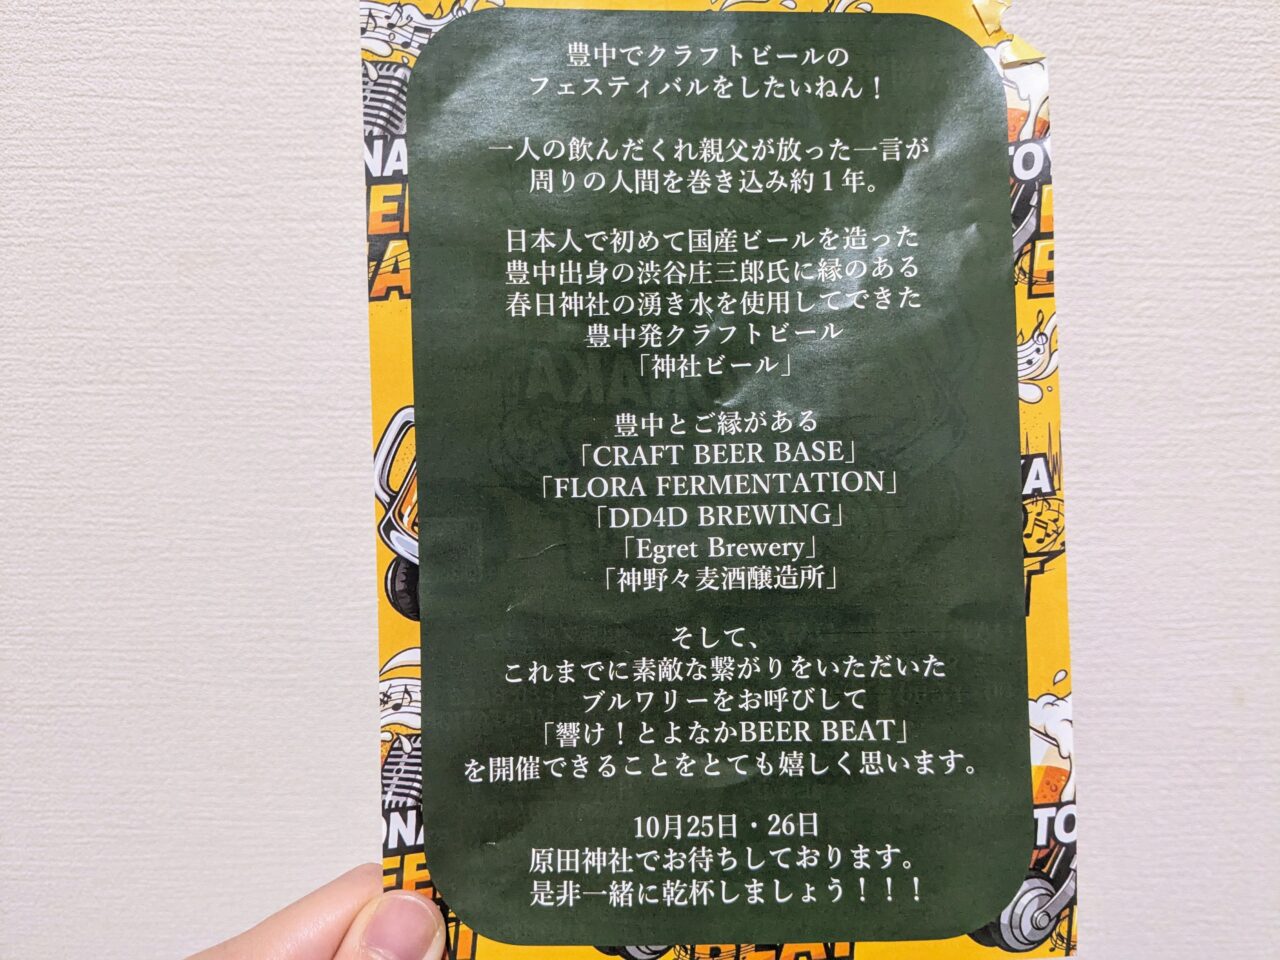 豊中でクラフトビールの
フェスティバルをしたいねん！
一人の飲んだくれ親父が放った一言が
周りの人間を巻き込み約１年。
日本人で初めて国産ビールを造った
豊中出身の渋谷庄三郎氏に縁のある
春日神社の湧き水を使用してできた
豊中発クラフトビール
「神社ビール」
豊中とご縁がある
「CRAFT BEER BASE」
「FLORA FERMENTATION」
「DD4D BREWING」
「Egret Brewery」
「神野々麦酒醸造所」
そして、
これまでに素敵な繋がりをいただいた
ブルワリーをお呼びして
「響け！とよなかBEER BEAT」
を開催できることをとても嬉しく思います。
10月25日・26日
原田神社でお待ちしております。
是非一緒に乾杯しましょう！！！